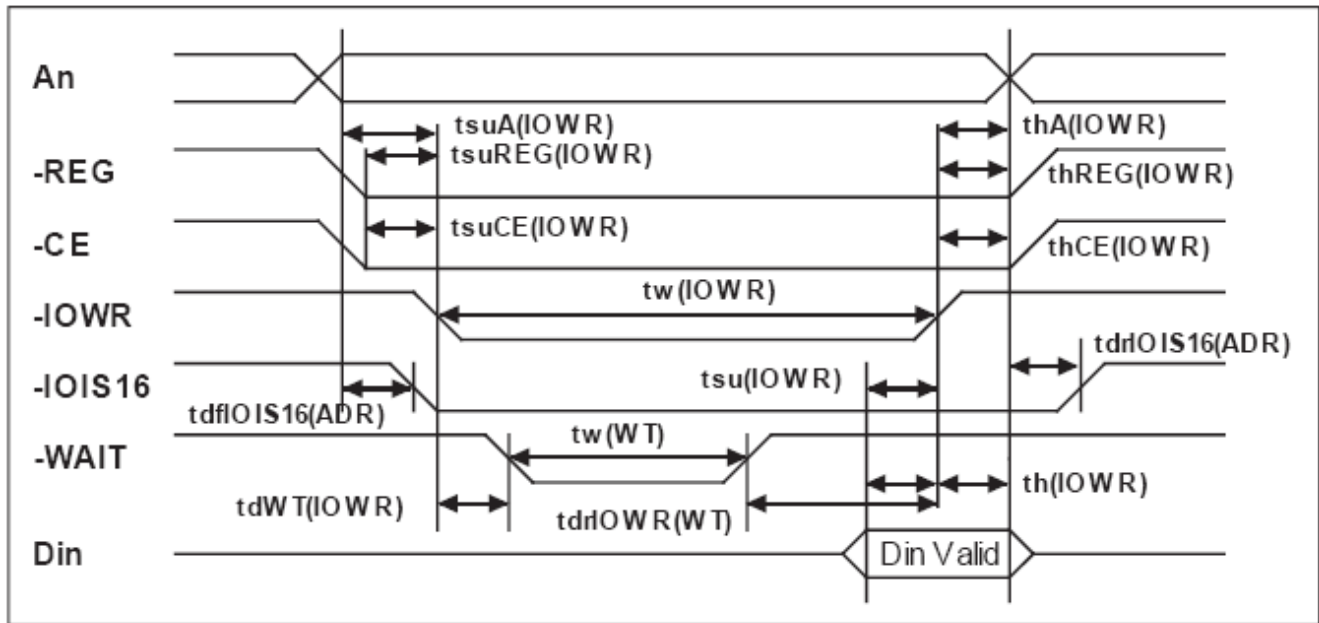 An
tsuA(IOWR)
thA(IOWR)
tsuREG(IOWR)
-REG
thREG(IOWR)
tsuCE(IOWR)
-CE
thCE(IOWR)
tw(IOWR)
-IOWR
tdrIOIS16(ADR)
tsu(IOWR)
-IOIS16
tdfIOIS16(ADR)
tw(WT)
-WAIT
th(IOWR)
tdWT(IOWR)
tdrIOWR(WT)
Din
Din Valid